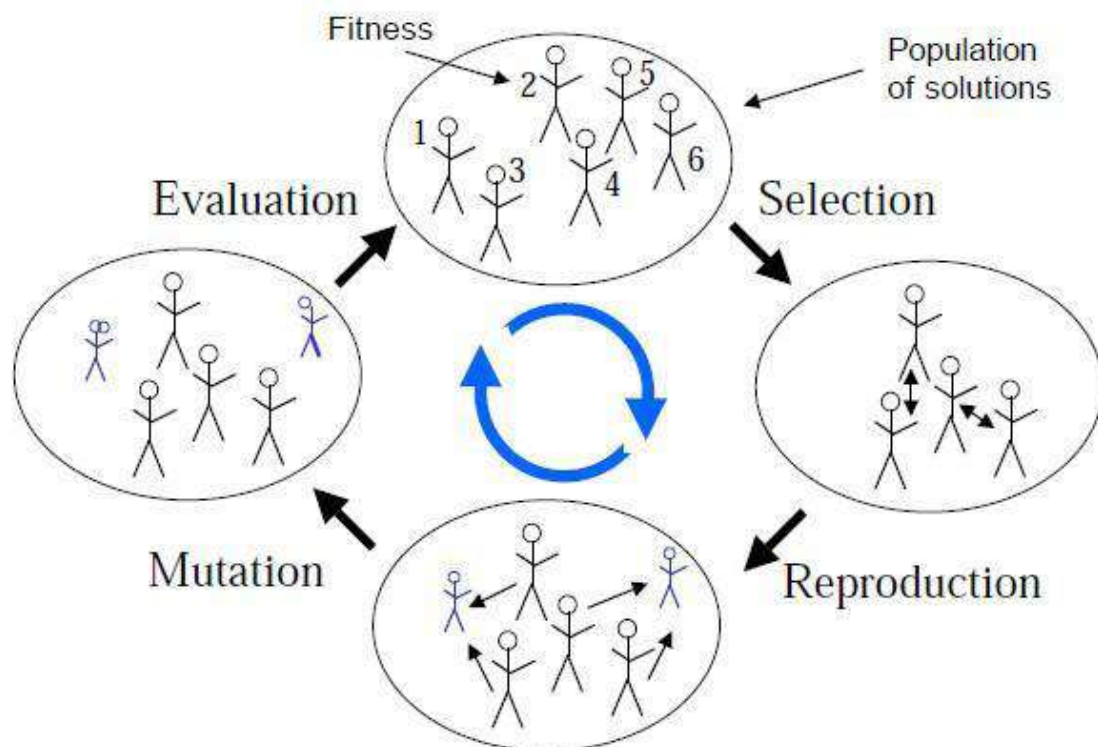 Fitness
Population
of solutions
2
5
1
6
3
4
Evaluation
Selection
Mutation
Reproduction